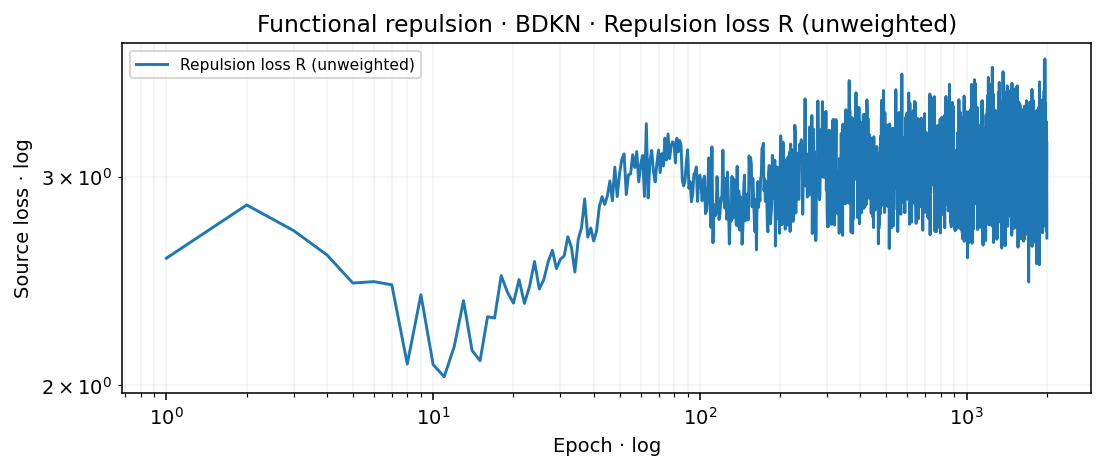 Functional repulsion · BDKN · Repulsion loss R (unweighted)
Repulsion loss R (unweighted)
Source loss · log
3 × 10⁰
2 × 10⁰
10⁰ 10¹ 10² 10³
Epoch · log